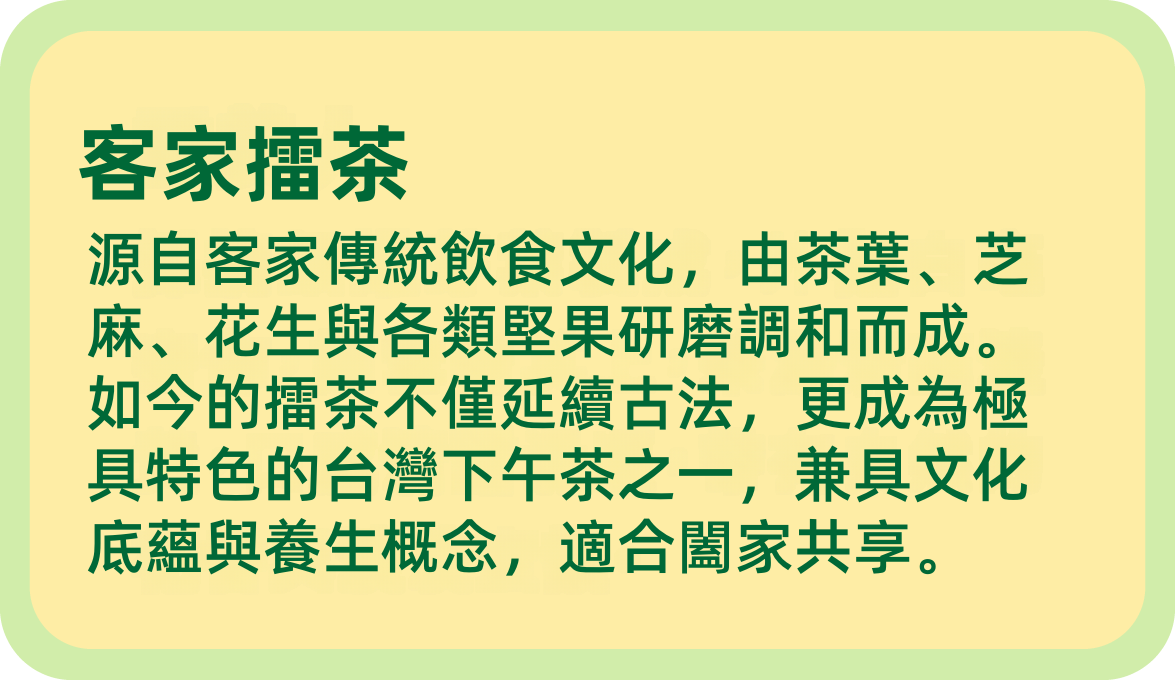 客家擂茶
源自客家傳統飲食文化，由茶葉、芝
麻、花生與各類堅果研磨調和而成。
如今的擂茶不僅延續古法，更成為極
具特色的台灣下午茶之一，兼具文化
底蘊與養生概念，適合闔家共享。